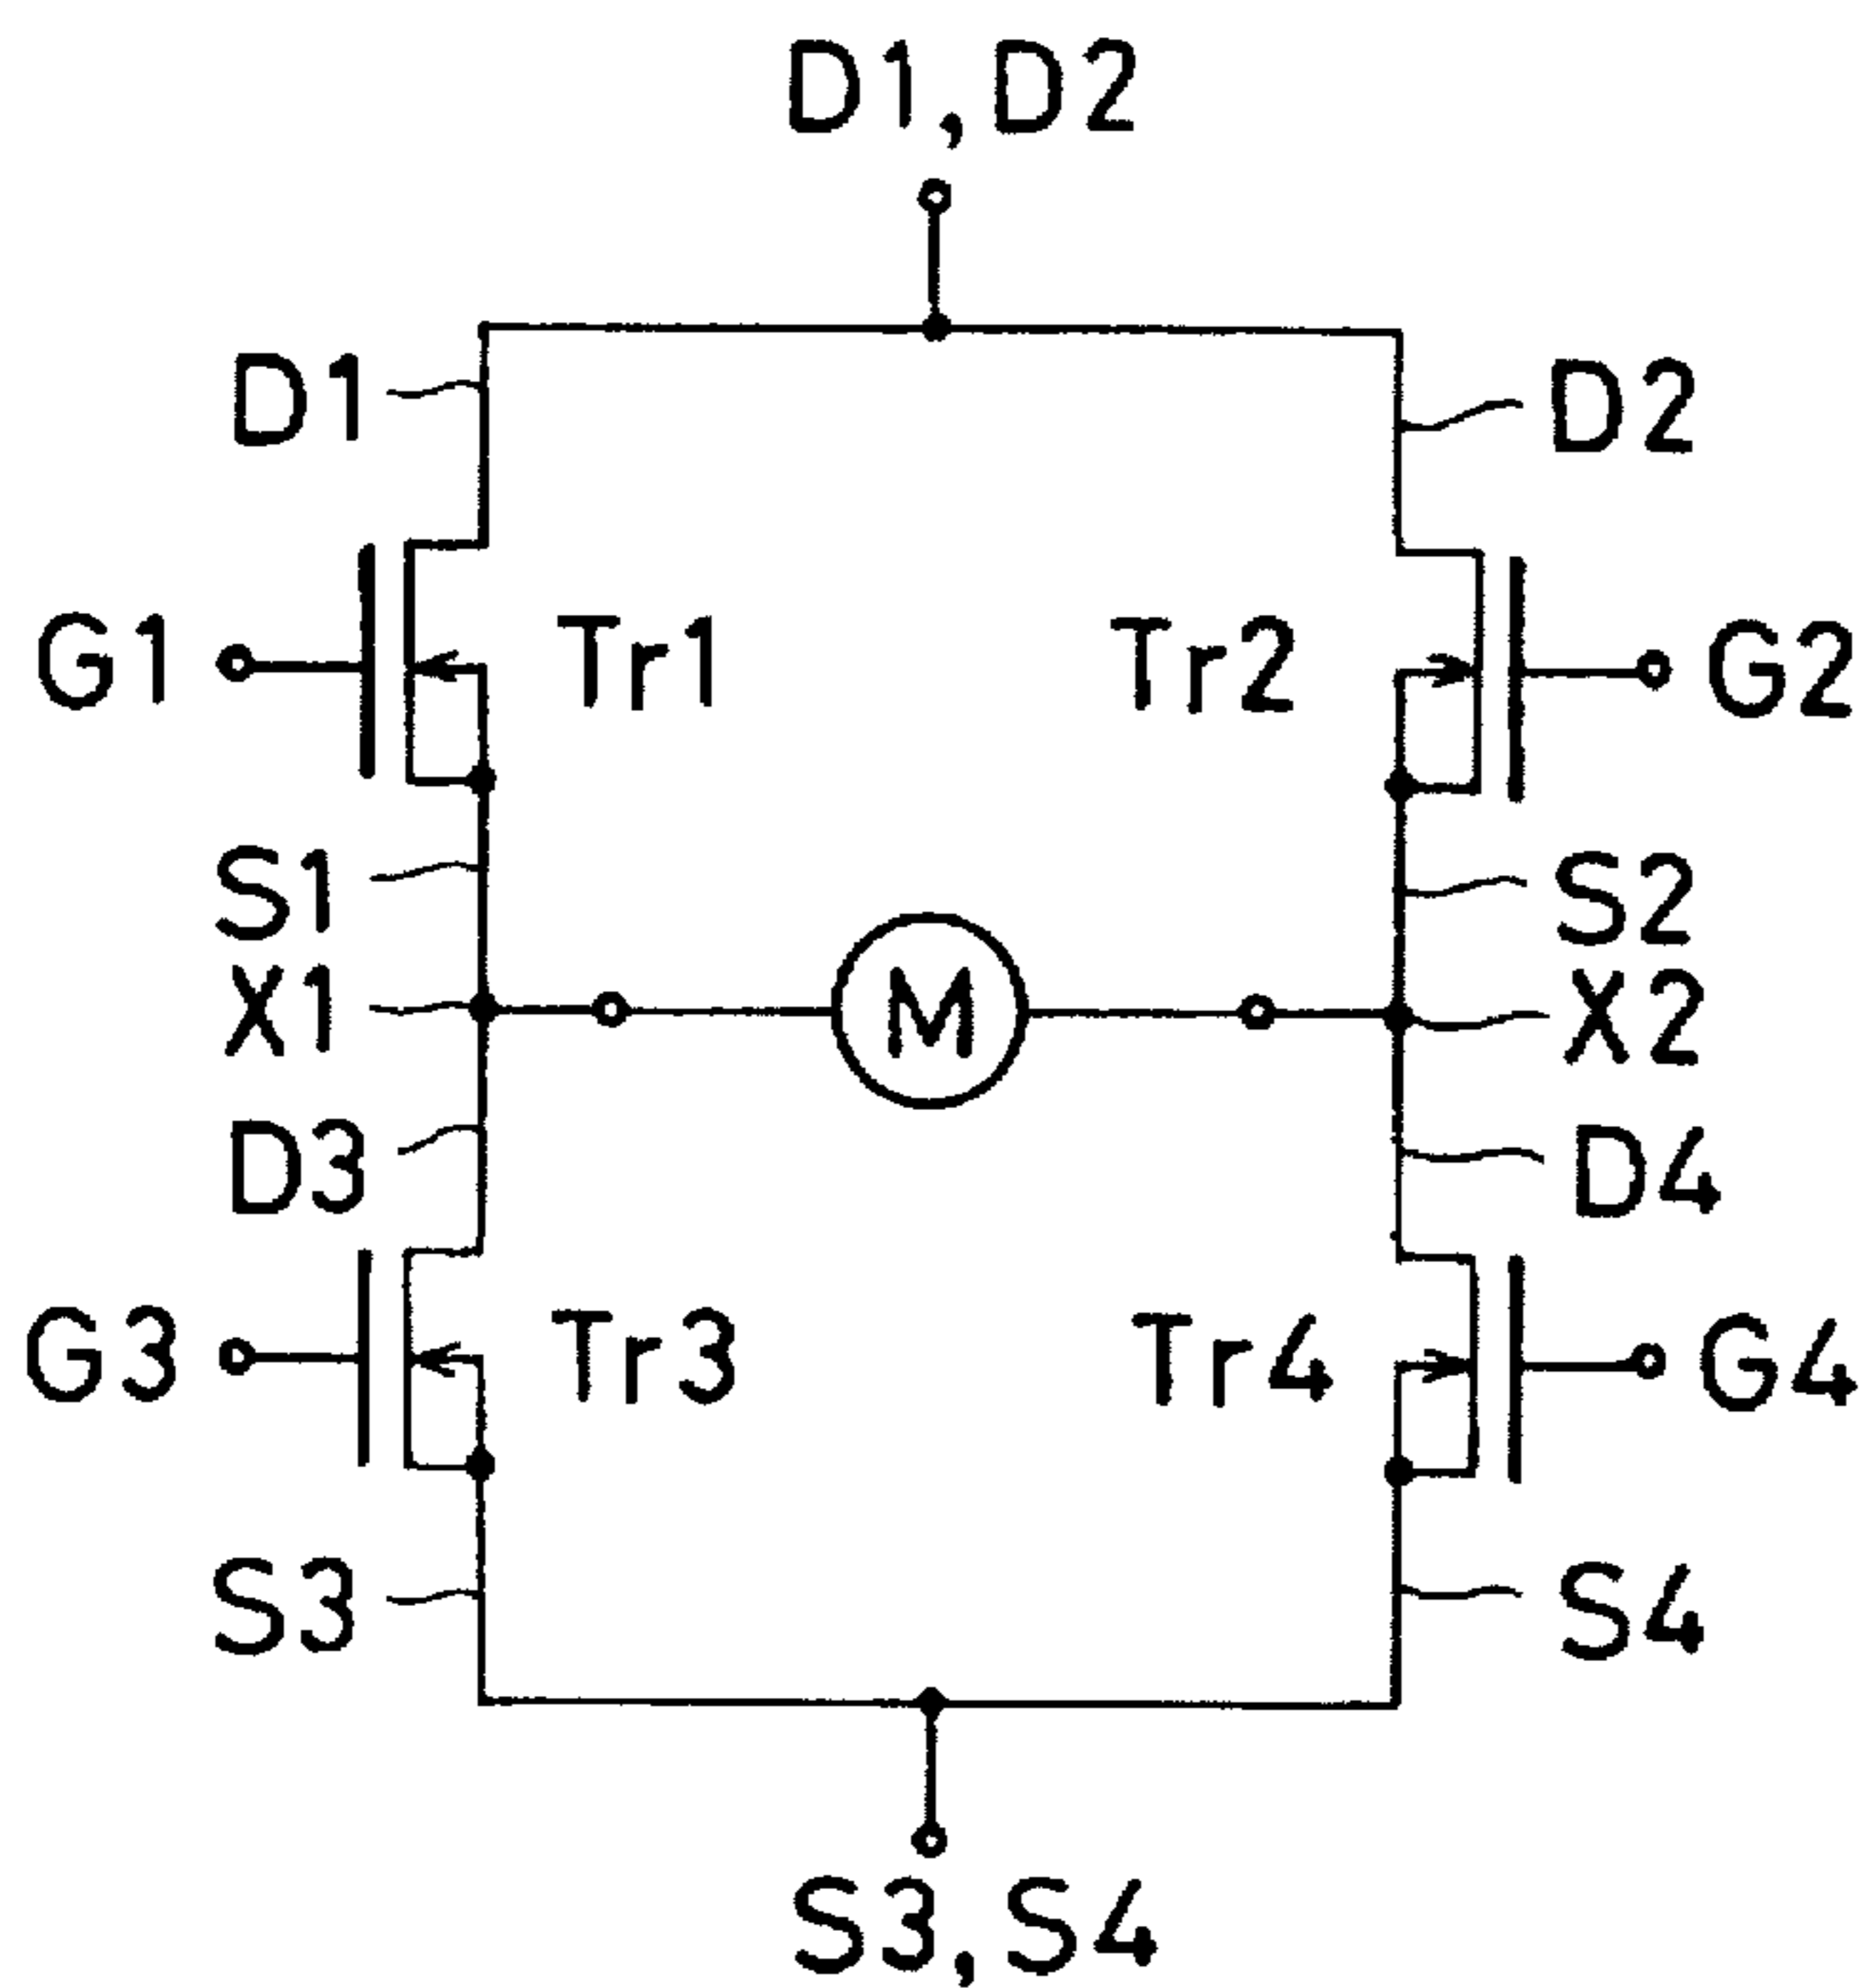 D1,D2
D1
D2
G1
Tr1
Tr2
G2
S1
S2
X1
M
X2
D3
D4
G3
Tr3
Tr4
G4
S3
S4
S3,S4